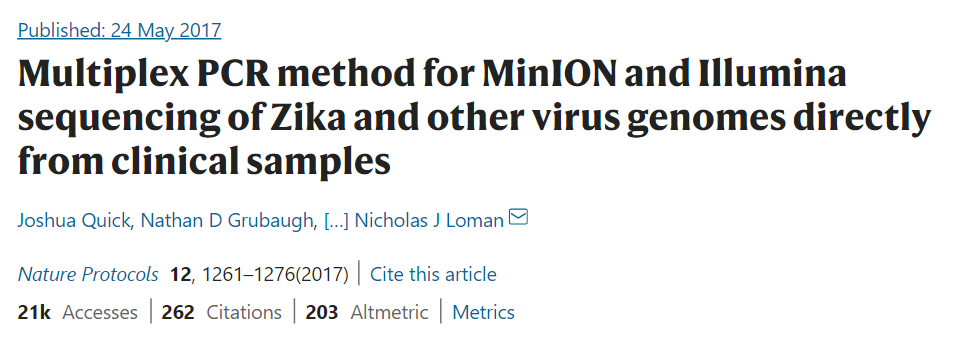 Published: 24 May 2017
Multiplex PCR method for MinION and Illumina
sequencing of Zika and other virus genomes directly
from clinical samples
Joshua Quick, Nathan D Grubaugh, [...] Nicholas J Loman
Nature Protocols 12, 1261–1276(2017) | Cite this article
21k Accesses | 262 Citations | 203 Altmetric | Metrics